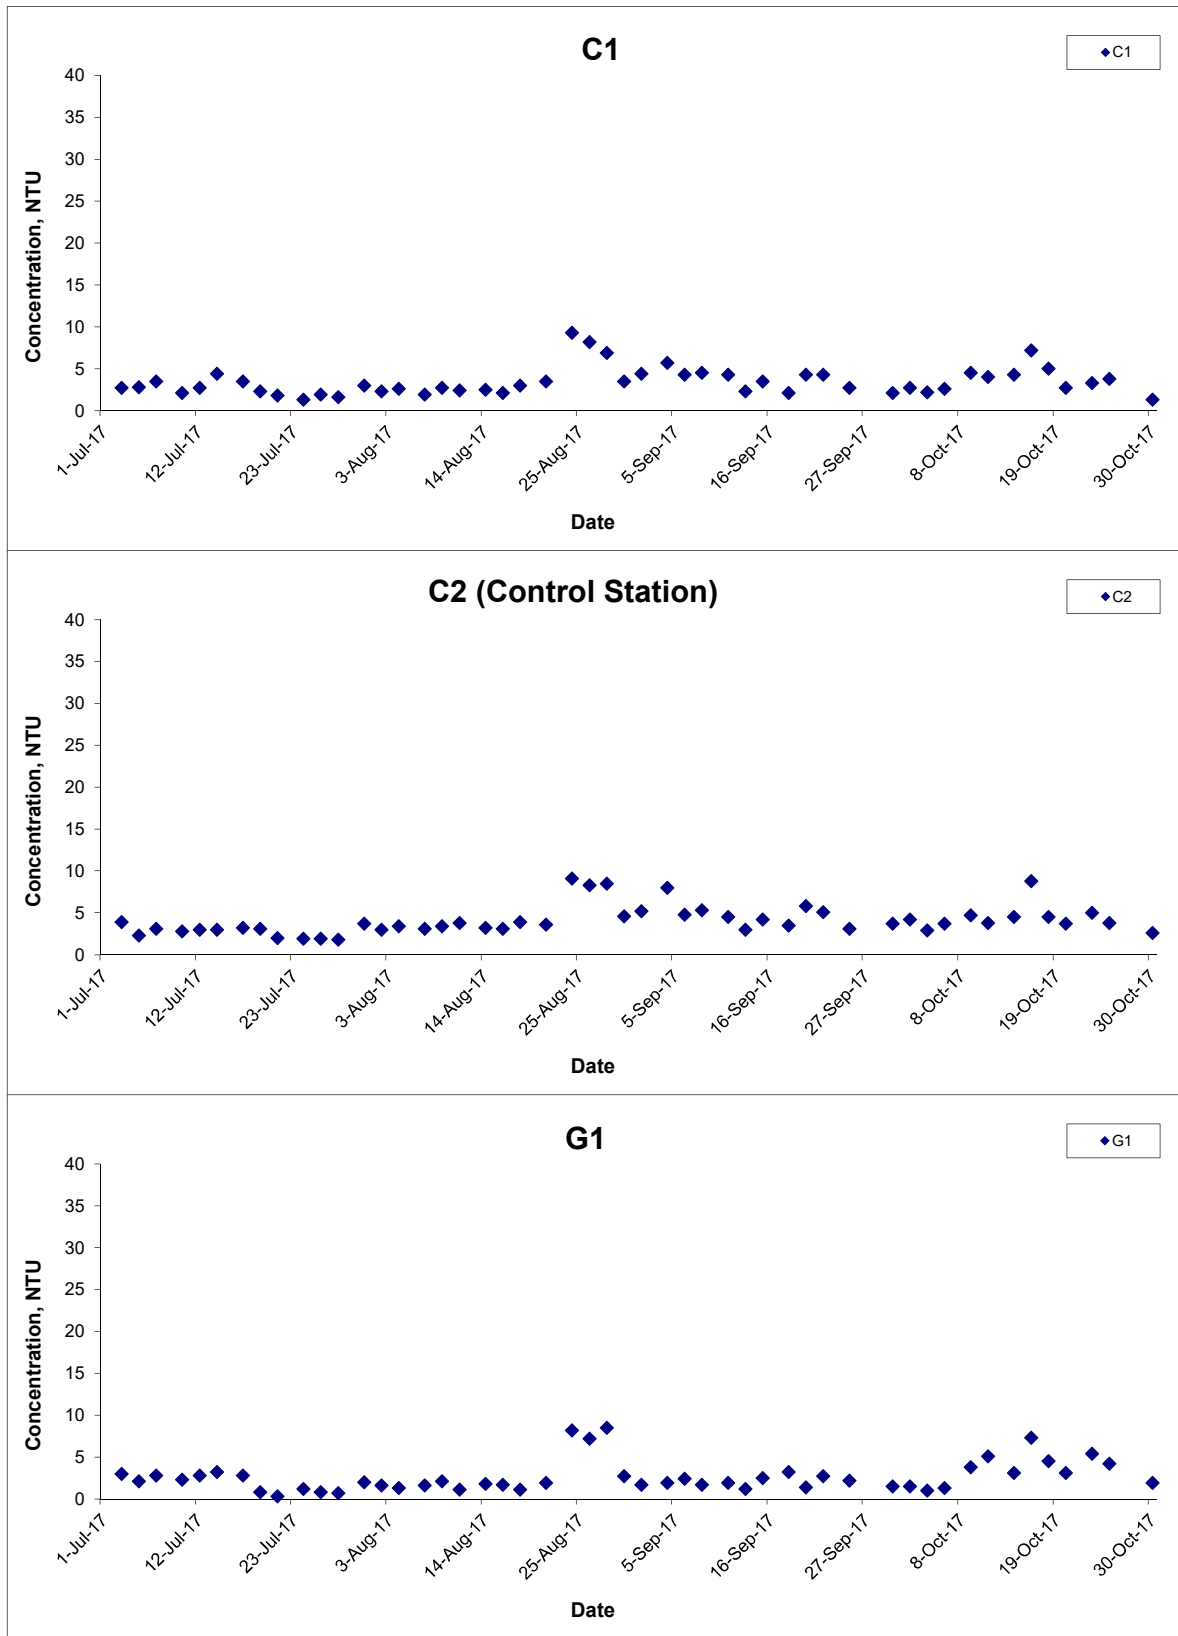 C1
C1
40
35
30
25
20
15
10
5
0
Concentration, NTU
1-Jul-17
12-Jul-17
23-Jul-17
3-Aug-17
14-Aug-17
25-Aug-17
5-Sep-17
16-Sep-17
27-Sep-17
8-Oct-17
19-Oct-17
30-Oct-17
Date
C2 (Control Station)
C2
40
35
30
25
20
15
10
5
0
Concentration, NTU
1-Jul-17
12-Jul-17
23-Jul-17
3-Aug-17
14-Aug-17
25-Aug-17
5-Sep-17
16-Sep-17
27-Sep-17
8-Oct-17
19-Oct-17
30-Oct-17
Date
G1
G1
40
35
30
25
20
15
10
5
0
Concentration, NTU
1-Jul-17
12-Jul-17
23-Jul-17
3-Aug-17
14-Aug-17
25-Aug-17
5-Sep-17
16-Sep-17
27-Sep-17
8-Oct-17
19-Oct-17
30-Oct-17
Date